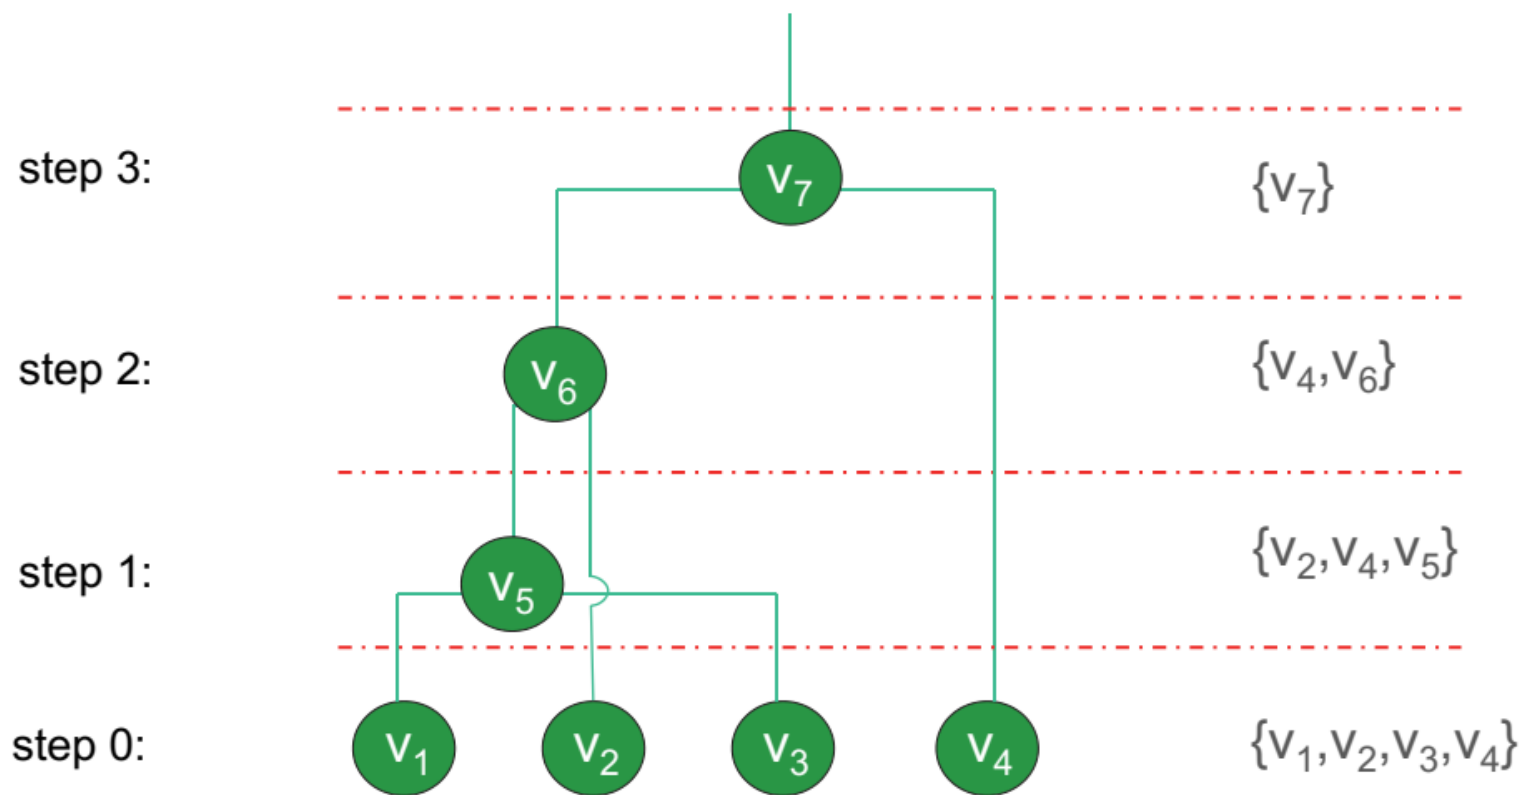 step 3: v₇ {v₇}
step 2: v₆ {v₄,v₆}
step 1: v₅ {v₂,v₄,v₅}
step 0: v₁ v₂ v₃ v₄ {v₁,v₂,v₃,v₄}